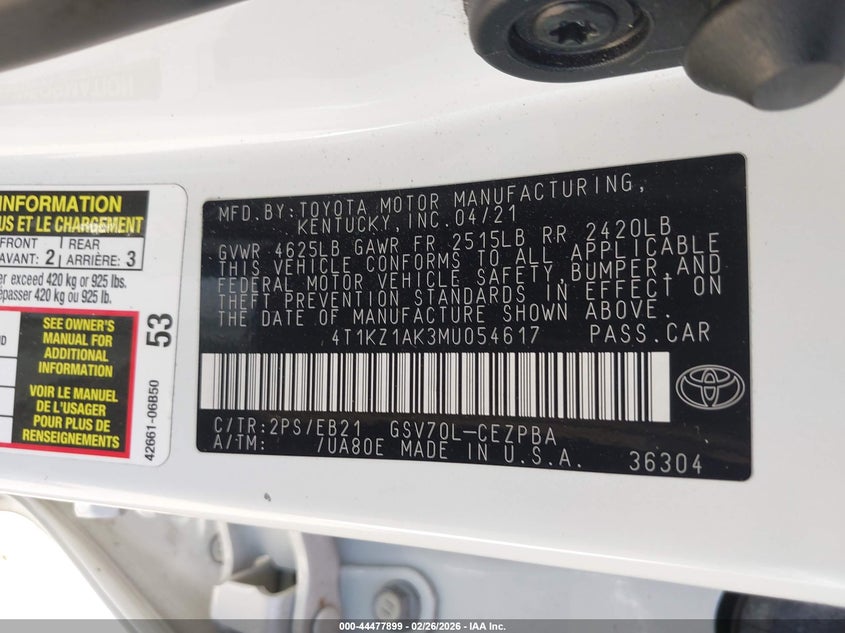 INFORMATION
US ET LE CHARGEMENT
FRONT
AVANT: 2
REAR
ARRIÈRE: 3
er exceed 420 kg or 925 lbs.
épasser 420 kg ou 925 lb.
SEE OWNER'S
MANUAL FOR
ADDITIONAL
INFORMATION
VOIR LE MANUEL
DE L'USAGER
POUR PLUS DE
RENSEIGNEMENTS
53
42661-06B50
MFD.BY:TOYOTA MOTOR MANUFACTURING,
KENTUCKY,INC.04/21
GVWR 4625LB GAWR FR 2515LB RR 2420LB
THIS VEHICLE CONFORMS TO ALL APPLICABLE
FEDERAL MOTOR VEHICLE SAFETY,BUMPER,AND
THEFT PREVENTION STANDARDS IN EFFECT ON
THE DATE OF MANUFACTURE SHOWN ABOVE.
4T1KZ1AK3MU054617 PASS.CAR
C/TR:2PS/EB21 GSV70L-CEZPBA
A/TM: /UA80E MADE IN U.S.A. 36304
000-44477899 | 02/26/2026 – IAA Inc.